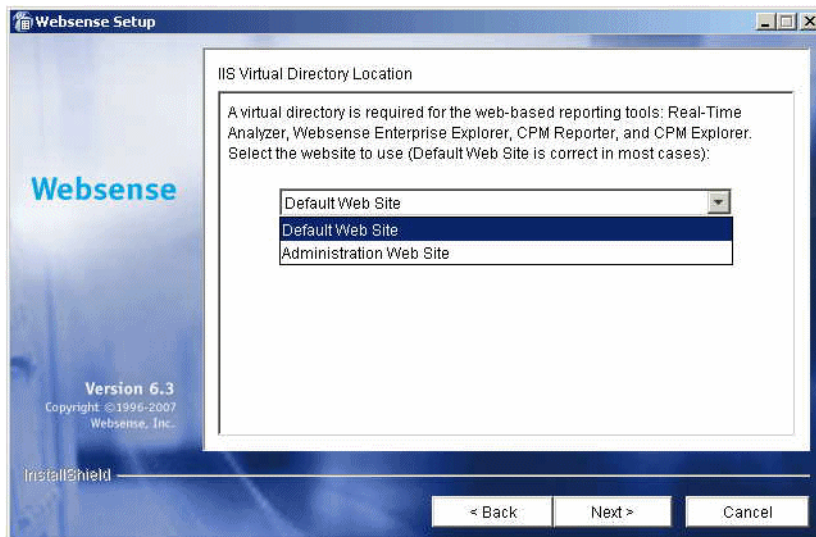 Websense Setup
IIS Virtual Directory Location
A virtual directory is required for the web-based reporting tools: Real-Time
Analyzer, Websense Enterprise Explorer, CPM Reporter, and CPM Explorer.
Select the website to use (Default Web Site is correct in most cases):
Websense
Default Web Site
Default Web Site
Administration Web Site
Version 6.3
Copyright ©1996-2007
Websense, Inc.
InstallShield
< Back
Next >
Cancel